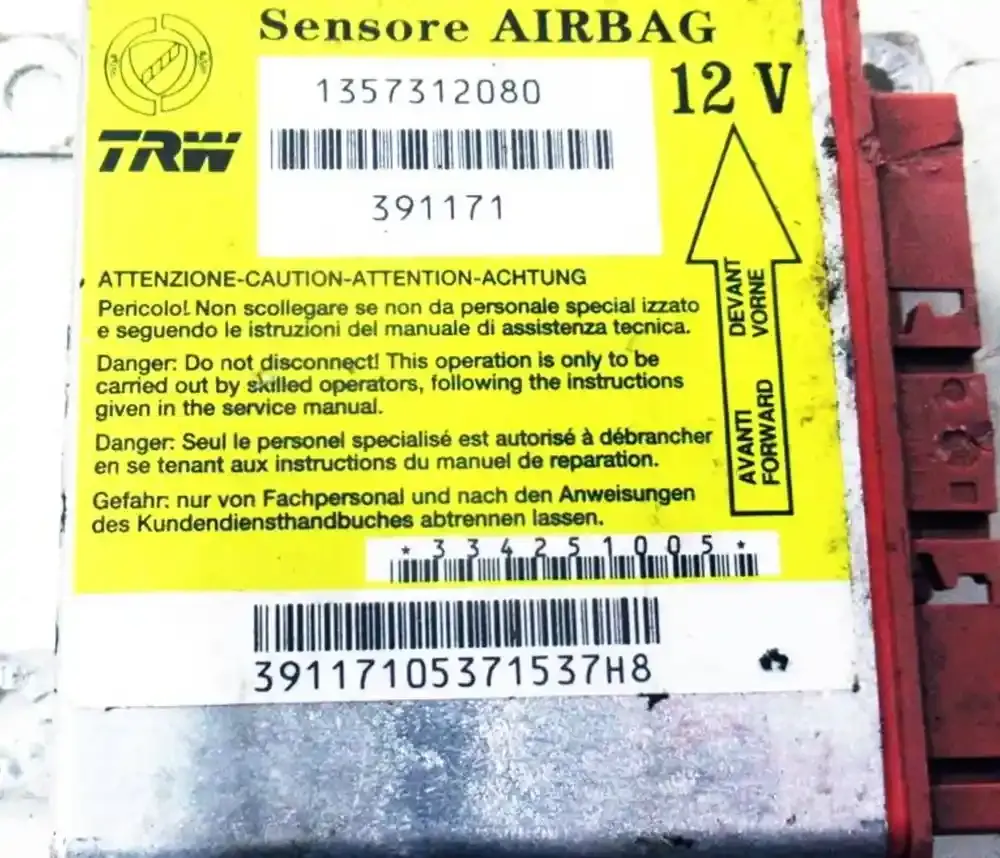 Sensore AIRBAG
1357312080
12 V
TRW
391171
ATTENZIONE-CAUTION-ATTENTION-ACHTUNG
Pericolo! Non scollegare se non da personale special izzato
e seguendo le istruzioni del manuale di assistenza tecnica.
Danger: Do not disconnect! This operation is only to be
carried out by skilled operators, following the instructions
given in the service manual.
Danger: Seul le personel specialisé est autorisé à débrancher
en se tenant aux instructions du manuel de reparation.
Gefahr: nur von Fachpersonal und nach den Anweisungen
des Kundendiensthandbuches abtrennen lassen.
AVANTI DEVANT
FORWARD VORNE
* 334251005 *
39117105371537H8